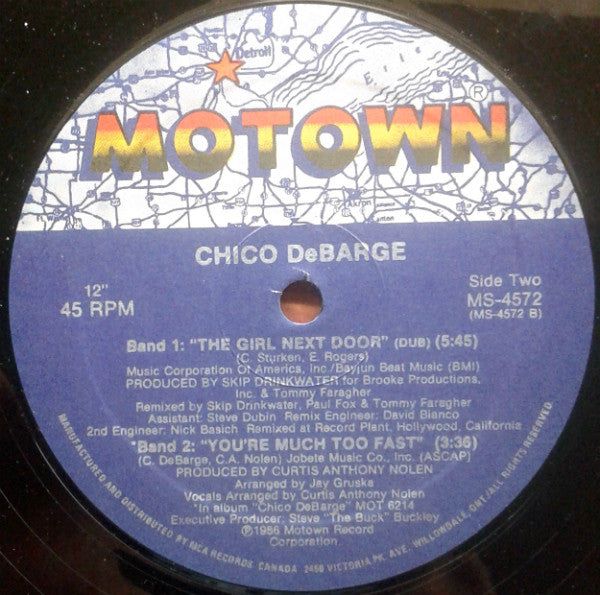 Detroit
Erie
MOTOWN®
Akron
CHICO DeBARGE
12"
45 RPM
Side Two
MS-4572
(MS-4572 B)
Band 1: "THE GIRL NEXT DOOR" (DUB) (5:45)
(C. Sturken, E. Rogers)
Music Corporation Of America, Inc./Bayjun Beat Music (BMI)
PRODUCED BY SKIP DRINKWATER for Brooke Productions,
Inc. & Tommy Faragher
Remixed by Skip Drinkwater, Paul Fox & Tommy Faragher
Assistant: Steve Dubin Remix Engineer: David Bianco
2nd Engineer: Nick Basich Remixed at Record Plant, Hollywood, California
*Band 2: "YOU'RE MUCH TOO FAST" (3:36)
(C. DeBarge, C.A. Nolen) Jobete Music Co., Inc. (ASCAP)
PRODUCED BY CURTIS ANTHONY NOLEN
Arranged by Jay Gruska
Vocals Arranged by Curtis Anthony Nolen
*In album "Chico DeBarge" MOT 6214
Executive Producer: Steve "The Buck" Buckley
℗1986 Motown Record
Corporation.
MANUFACTURED AND DISTRIBUTED BY MCA RECORDS CANADA 2450 VICTORIA PK. AVE. WILLOWDALE, ONT./ALL RIGHTS RESERVED.